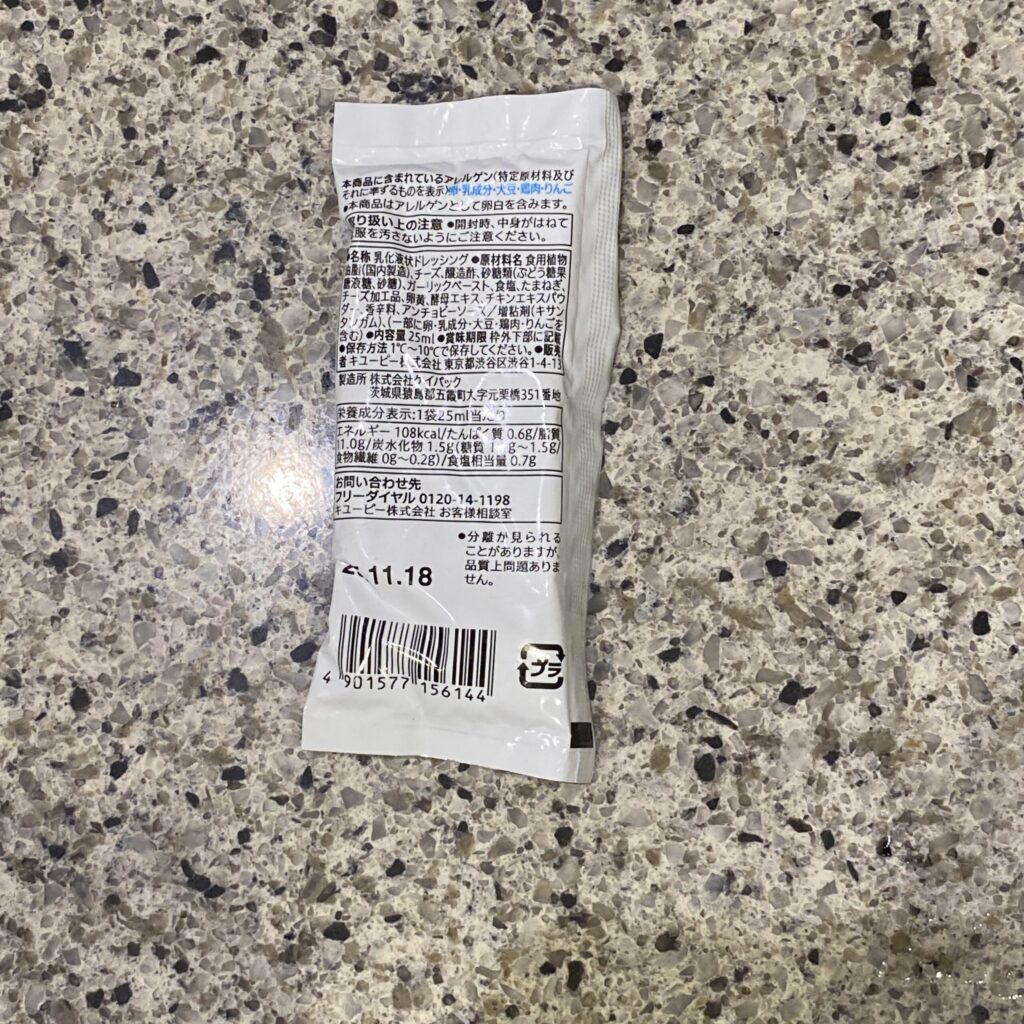 本商品に含まれているアレルゲン(特定原材料及び
それに準ずるものを表示)卵・乳成分・大豆・鶏肉・りんご
●本商品はアレルゲンとして卵白を含みます。
り扱い上の注意 ●開封時、中身がはねて
服を汚さないようにご注意ください。
●名称 乳化液状ドレッシング ●原材料名 食用植物
油脂(国内製造)、チーズ、醸造酢、砂糖類(ぶどう糖果
糖液糖、砂糖)、ガーリックペースト、食塩、たまねぎ、
チーズ加工品、卵黄、酵母エキス、チキンエキスパウ
ダー、香辛料、アンチョビーソース/増粘剤(キサン
タンガム)、(一部に卵・乳成分・大豆・鶏肉・りんごを
含む) ●内容量 25ml ●賞味期限 枠外下部に記載
●保存方法 1℃〜10℃で保存してください。●販売
者 キユーピー株式会社 東京都渋谷区渋谷1-4-13
製造所 株式会社ケイパック
茨城県猿島郡五霞町大字元栗橋351番地
栄養成分表示:1袋25ml当たり
エネルギー 108kcal/たんぱく質 0.6g/脂質
11.0g/炭水化物 1.5g(糖質 〜1.5g/
食物繊維 0g〜0.2g)/食塩相当量 0.7g
お問い合わせ先
フリーダイヤル 0120-14-1198
キユーピー株式会社 お客様相談室
●分離が見られる
ことがありますが、
品質上問題ありま
せん。
11.18
4 901577 156144
プラ